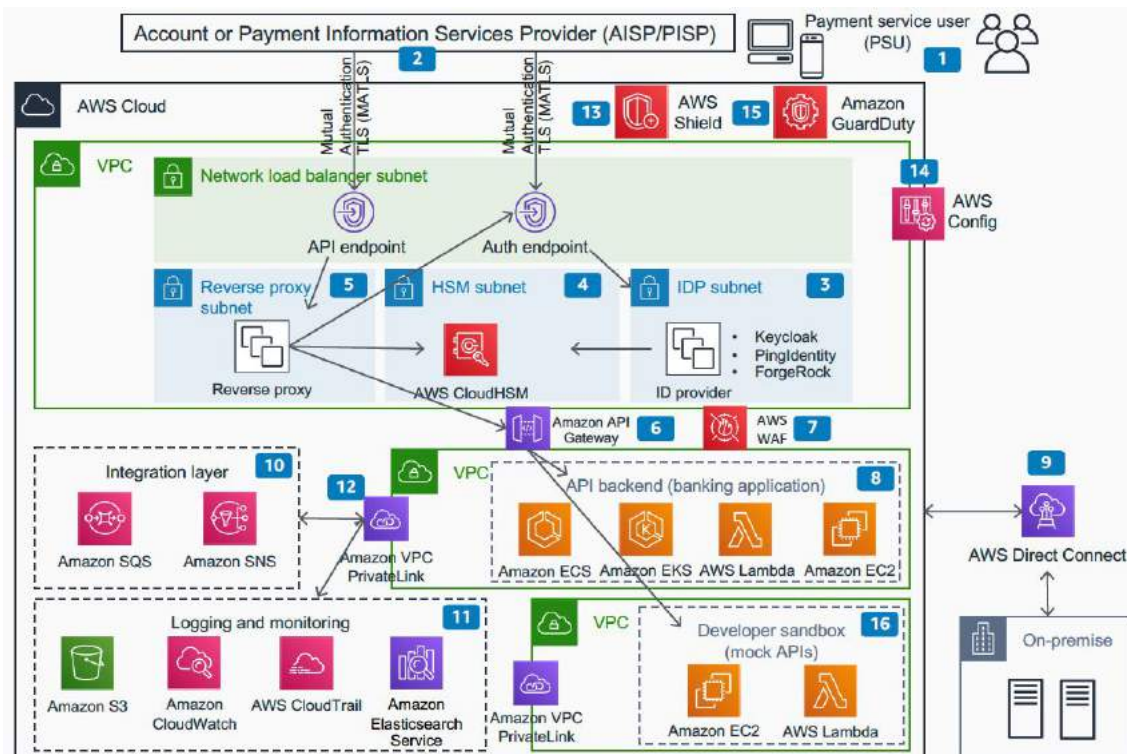 Account or Payment Information Services Provider (AISP/PISP)
2
Payment service user
(PSU)
1
AWS Cloud
Mutual
Authentication
TLS (MATLS)
Mutual
Authentication
TLS (MATLS)
13
AWS
Shield
15
Amazon
GuardDuty
VPC
Network load balancer subnet
14
AWS
Config
API endpoint
Auth endpoint
Reverse proxy
subnet
5
HSM subnet
4
IDP subnet
3
Reverse proxy
AWS CloudHSM
ID provider
• Keycloak
• PingIdentity
• ForgeRock
Amazon API
Gateway
6
AWS
WAF
7
Integration layer
10
Amazon SQS
Amazon SNS
12
Amazon VPC
PrivateLink
VPC
API backend (banking application)
8
Amazon ECS
Amazon EKS
AWS Lambda
Amazon EC2
9
AWS Direct Connect
Logging and monitoring
11
Amazon S3
Amazon
CloudWatch
AWS CloudTrail
Amazon
Elasticsearch
Service
Amazon VPC
PrivateLink
VPC
Developer sandbox
(mock APIs)
16
Amazon EC2
AWS Lambda
On-premise